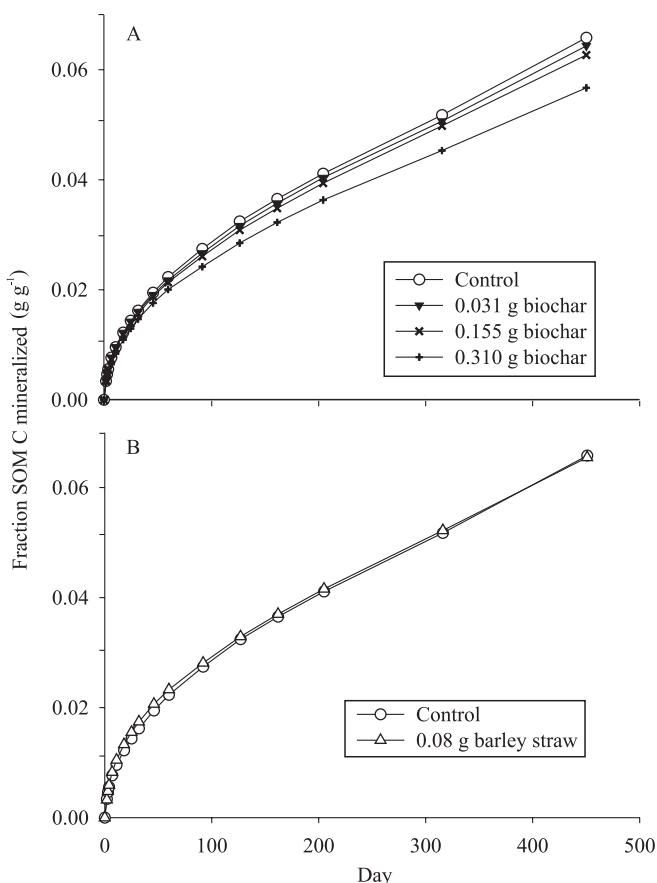 A
0.06
0.04
0.02
0.00
Control
0.031 g biochar
0.155 g biochar
0.310 g biochar
Fraction SOM C mineralized (g g⁻¹)
B
0.06
0.04
0.02
0.00
Control
0.08 g barley straw
0 100 200 300 400 500
Day